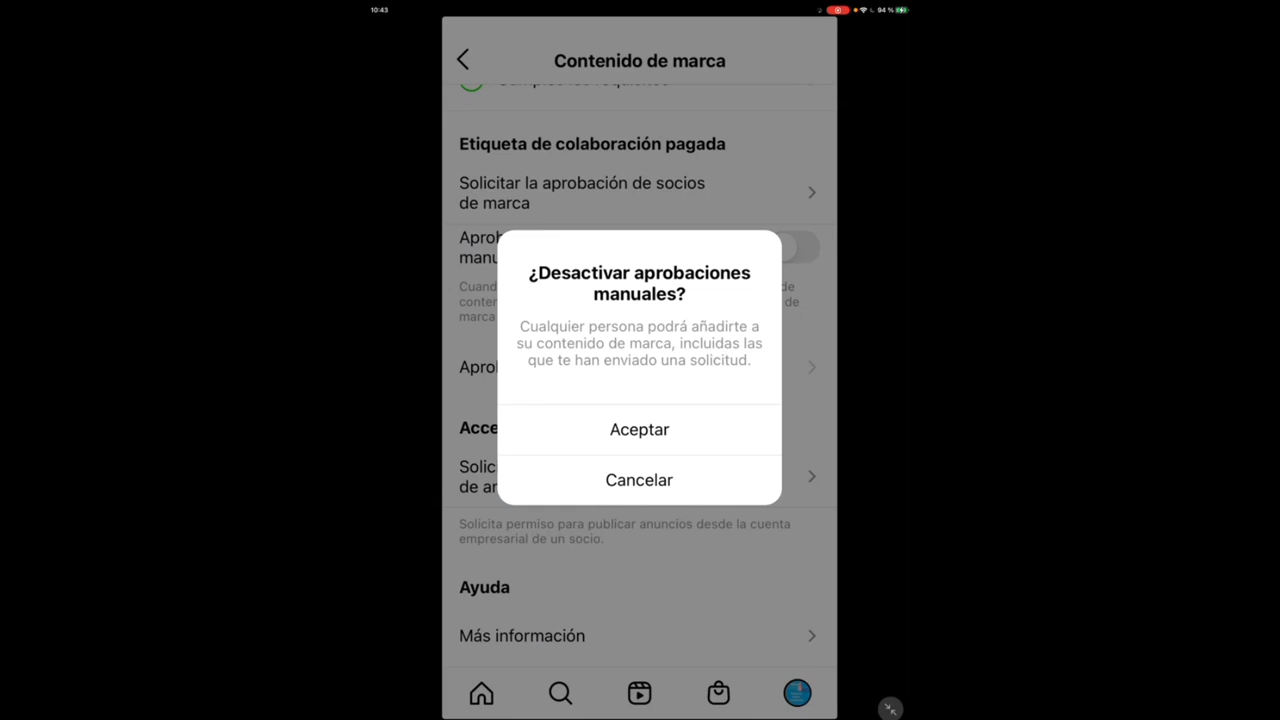 10:43
94 %
Contenido de marca
Etiqueta de colaboración pagada
Solicitar la aprobación de socios
de marca
¿Desactivar aprobaciones
manuales?
Cualquier persona podrá añadirte a
su contenido de marca, incluidas las
que te han enviado una solicitud.
Aceptar
Cancelar
Solicita permiso para publicar anuncios desde la cuenta
empresarial de un socio.
Ayuda
Más información